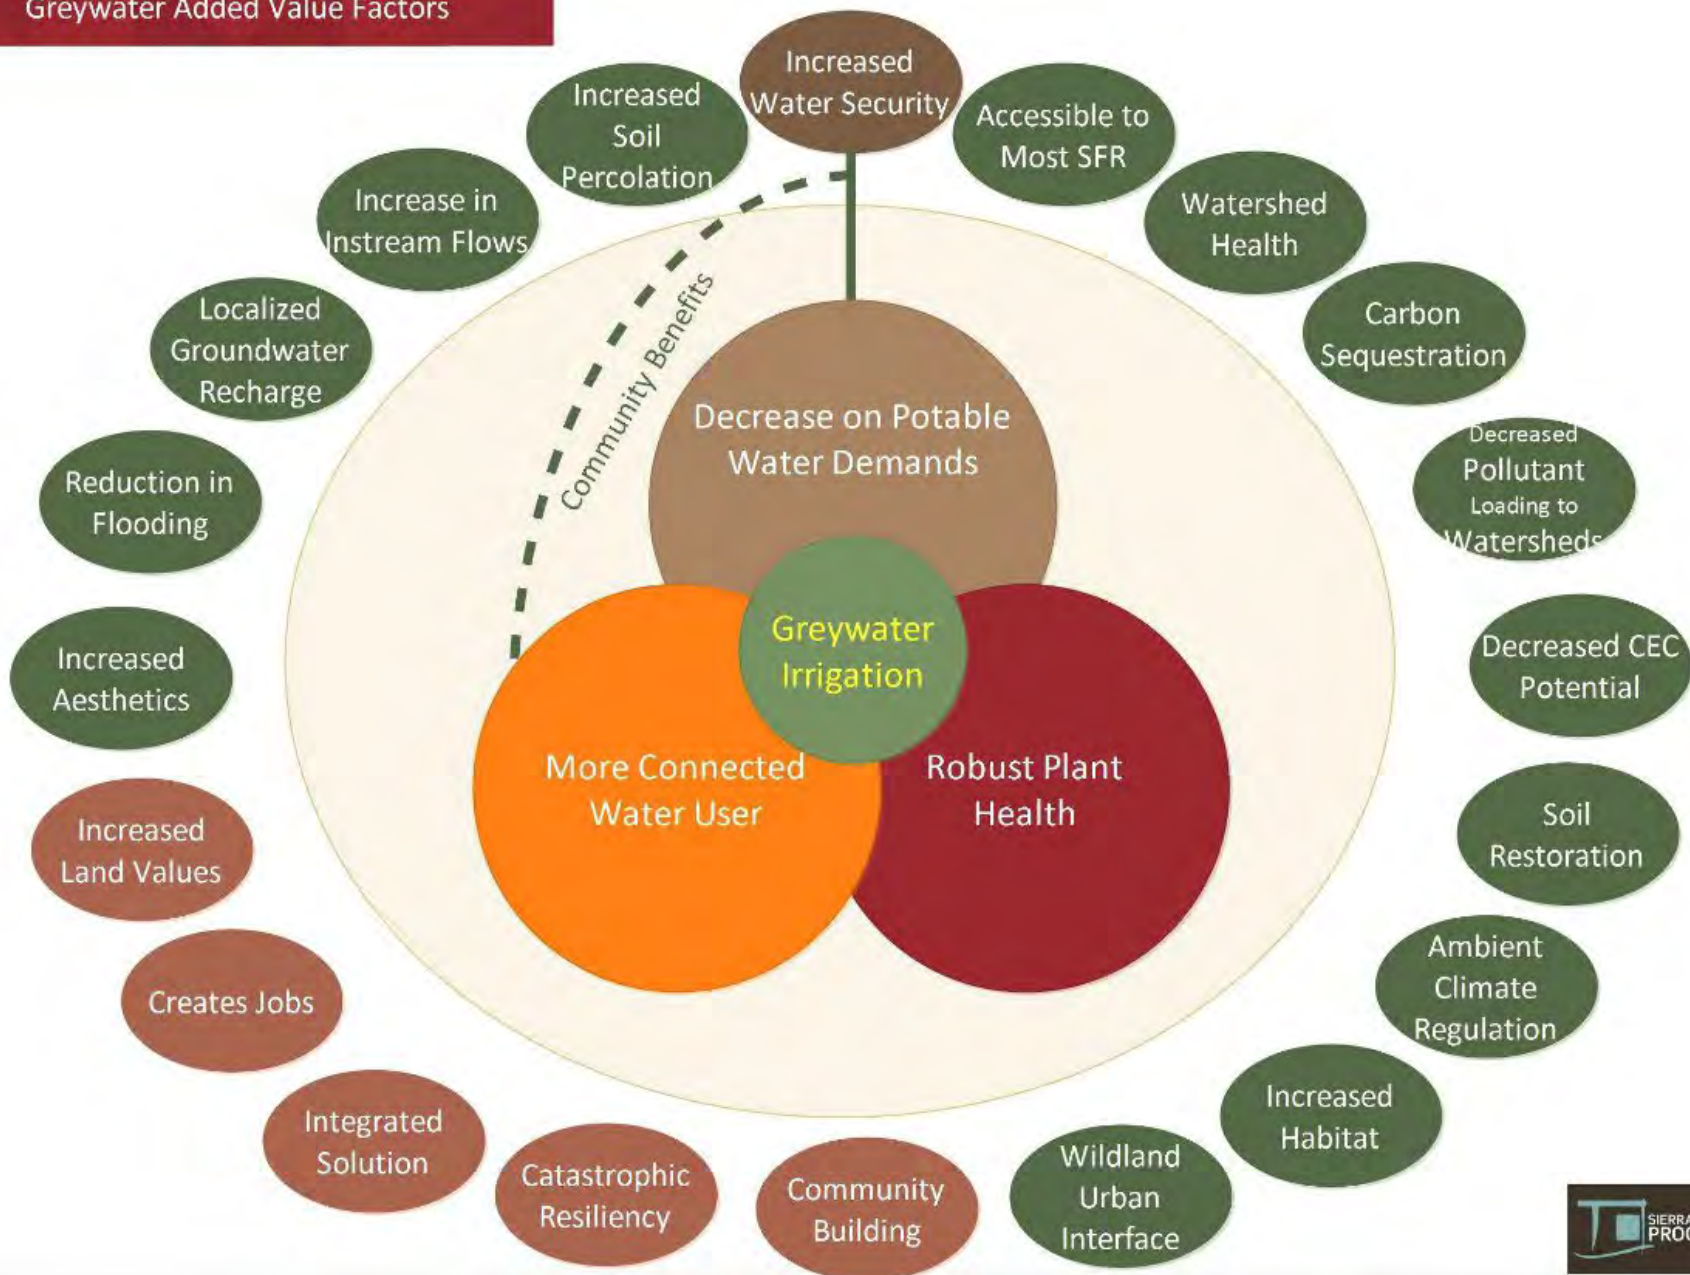 Greywater Added Value Factors
Increased
Water Security
Accessible to
Most SFR
Watershed
Health
Carbon
Sequestration
Decreased
Pollutant
Loading to
Watersheds
Decreased CEC
Potential
Soil
Restoration
Ambient
Climate
Regulation
Increased
Habitat
Wildland
Urban
Interface
Community
Building
Catastrophic
Resiliency
Integrated
Solution
Creates Jobs
Increased
Land Values
Increased
Aesthetics
Reduction in
Flooding
Localized
Groundwater
Recharge
Increase in
Instream Flows
Increased
Soil
Percolation
Community Benefits
Decrease on Potable
Water Demands
Greywater
Irrigation
More Connected
Water User
Robust Plant
Health